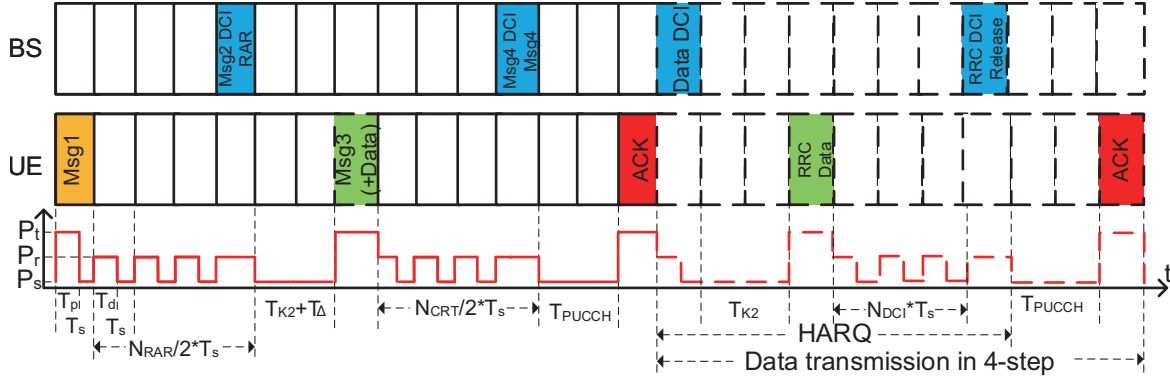 BS
Msg2 DCI
RAR
Msg4 DCI
Msg4
Data DCI
RRC DCI
Release
UE
Msg1
Msg3
(+Data)
ACK
RRC
Data
ACK
Pt
Pr
Ps
t
Tp
Ts
Td
Ts
NRAR/2*Ts
TK2+TΔ
NCRT/2*Ts
TPUCCH
TK2
NDCI*Ts
TPUCCH
HARQ
Data transmission in 4-step